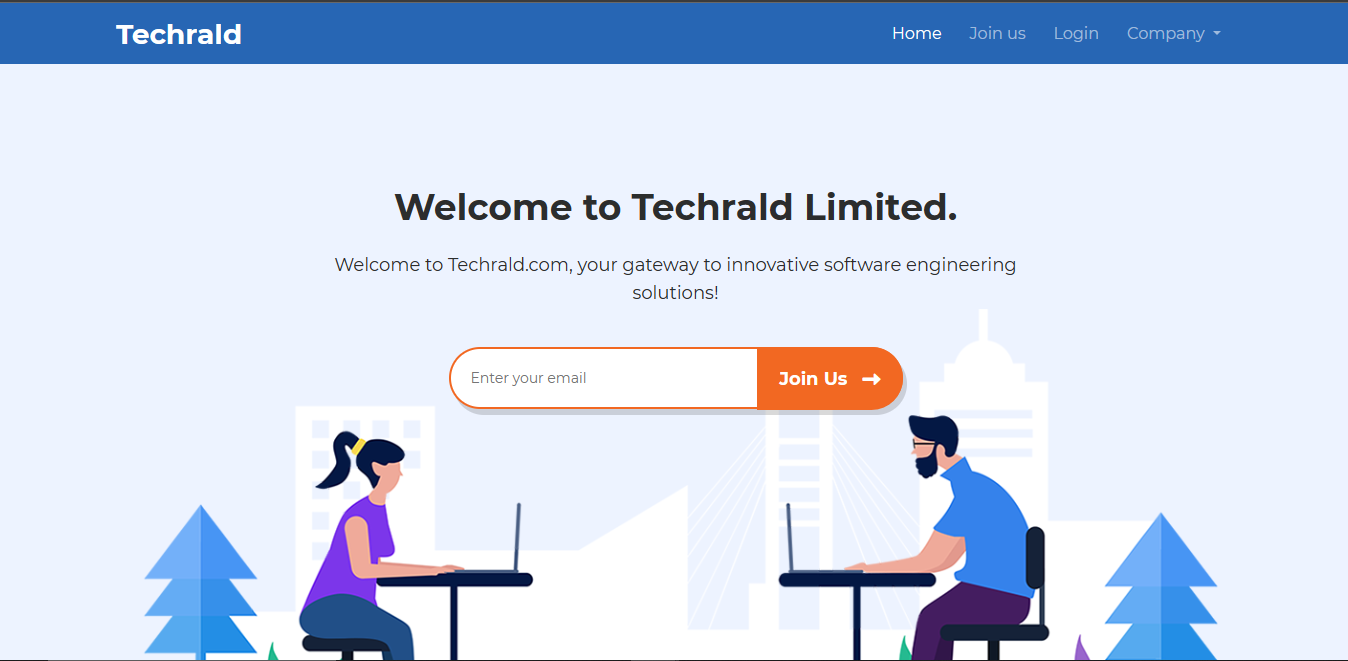 Techrald
Home Join us Login Company
Welcome to Techrald Limited.
Welcome to Techrald.com, your gateway to innovative software engineering
solutions!
Enter your email
Join Us